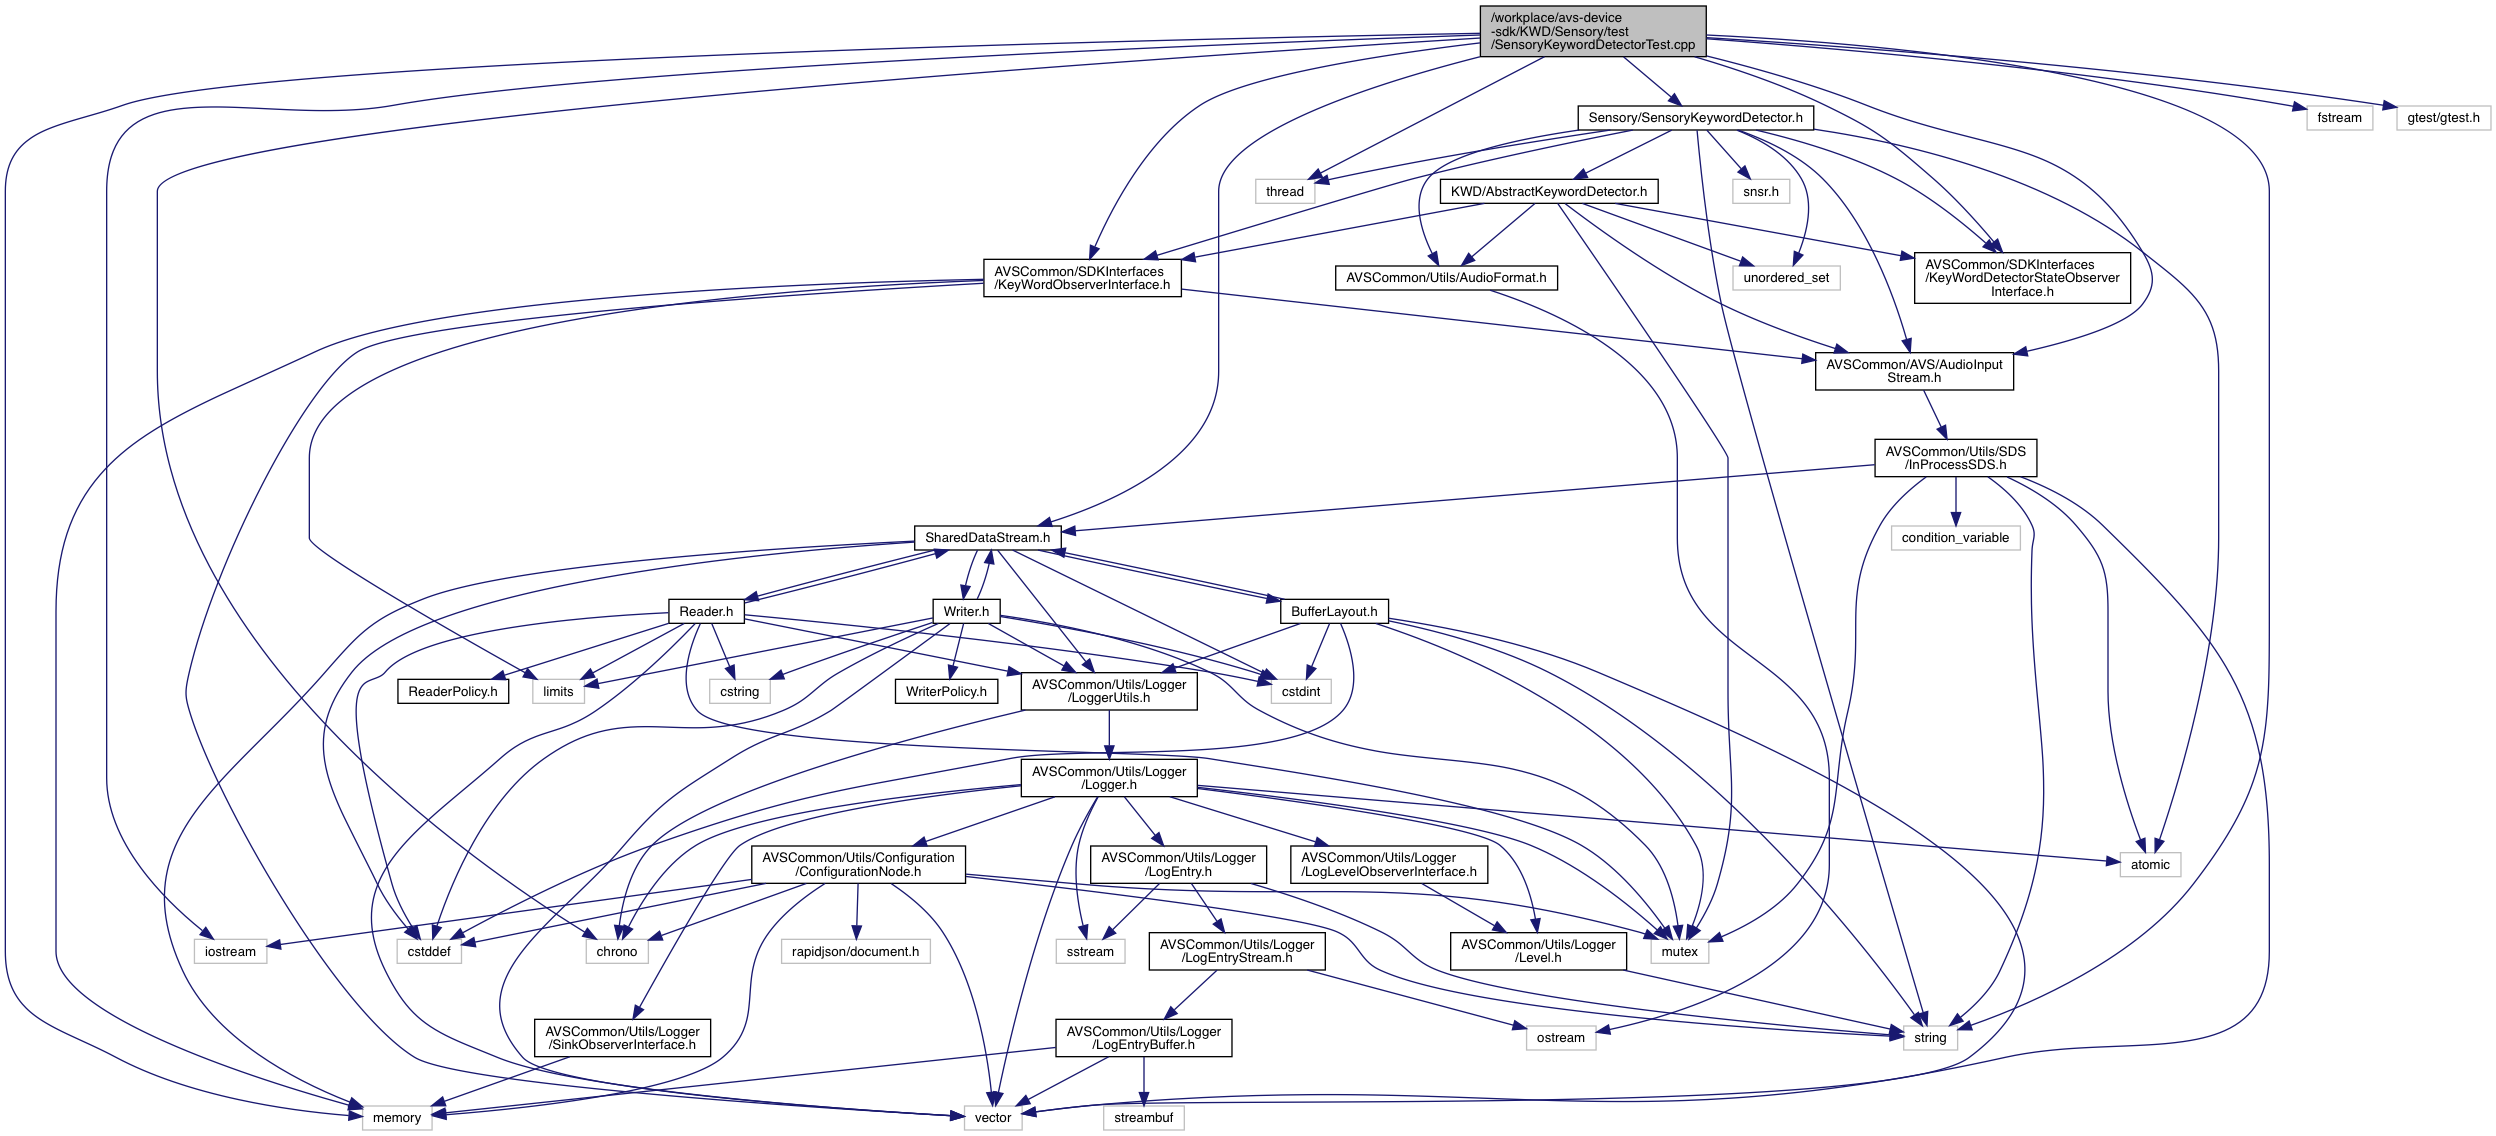 /workplace/avs-device
-sdk/KWD/Sensory/test
/SensoryKeywordDetectorTest.cpp
Sensory/SensoryKeywordDetector.h
fstream
gtest/gtest.h
thread
KWD/AbstractKeywordDetector.h
snsr.h
AVSCommon/SDKInterfaces
/KeyWordObserverInterface.h
AVSCommon/Utils/AudioFormat.h
unordered_set
AVSCommon/SDKInterfaces
/KeyWordDetectorStateObserver
Interface.h
AVSCommon/AVS/AudioInput
Stream.h
AVSCommon/Utils/SDS
/InProcessSDS.h
SharedDataStream.h
condition_variable
Reader.h
Writer.h
BufferLayout.h
ReaderPolicy.h
limits
cstring
WriterPolicy.h
AVSCommon/Utils/Logger
/LoggerUtils.h
cstdint
AVSCommon/Utils/Logger
/Logger.h
AVSCommon/Utils/Configuration
/ConfigurationNode.h
AVSCommon/Utils/Logger
/LogEntry.h
AVSCommon/Utils/Logger
/LogLevelObserverInterface.h
atomic
iostream
cstddef
chrono
rapidjson/document.h
sstream
AVSCommon/Utils/Logger
/LogEntryStream.h
AVSCommon/Utils/Logger
/Level.h
mutex
AVSCommon/Utils/Logger
/SinkObserverInterface.h
AVSCommon/Utils/Logger
/LogEntryBuffer.h
ostream
string
memory
vector
streambuf